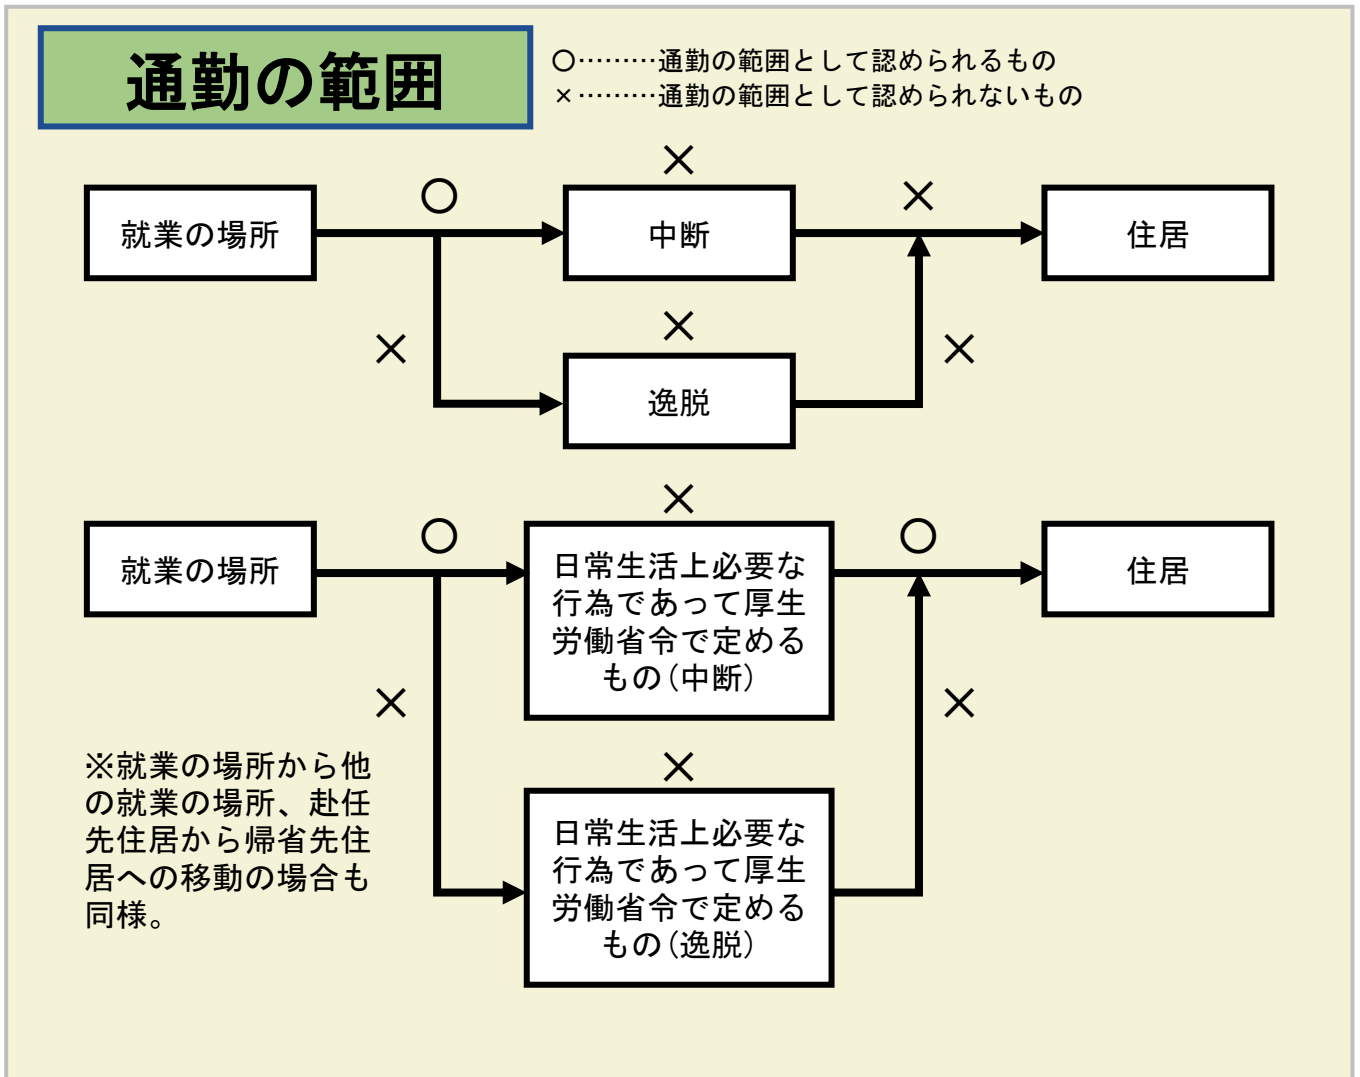 通勤の範囲
○………通勤の範囲として認められるもの
×………通勤の範囲として認められないもの
×
○
×
就業の場所
中断
住居
×
×
×
逸脱
×
○
○
就業の場所
日常生活上必要な
行為であって厚生
労働省令で定める
もの(中断)
住居
×
×
※就業の場所から他
の就業の場所、赴任
先住居から帰省先住
居への移動の場合も
同様。
×
日常生活上必要な
行為であって厚生
労働省令で定める
もの(逸脱)